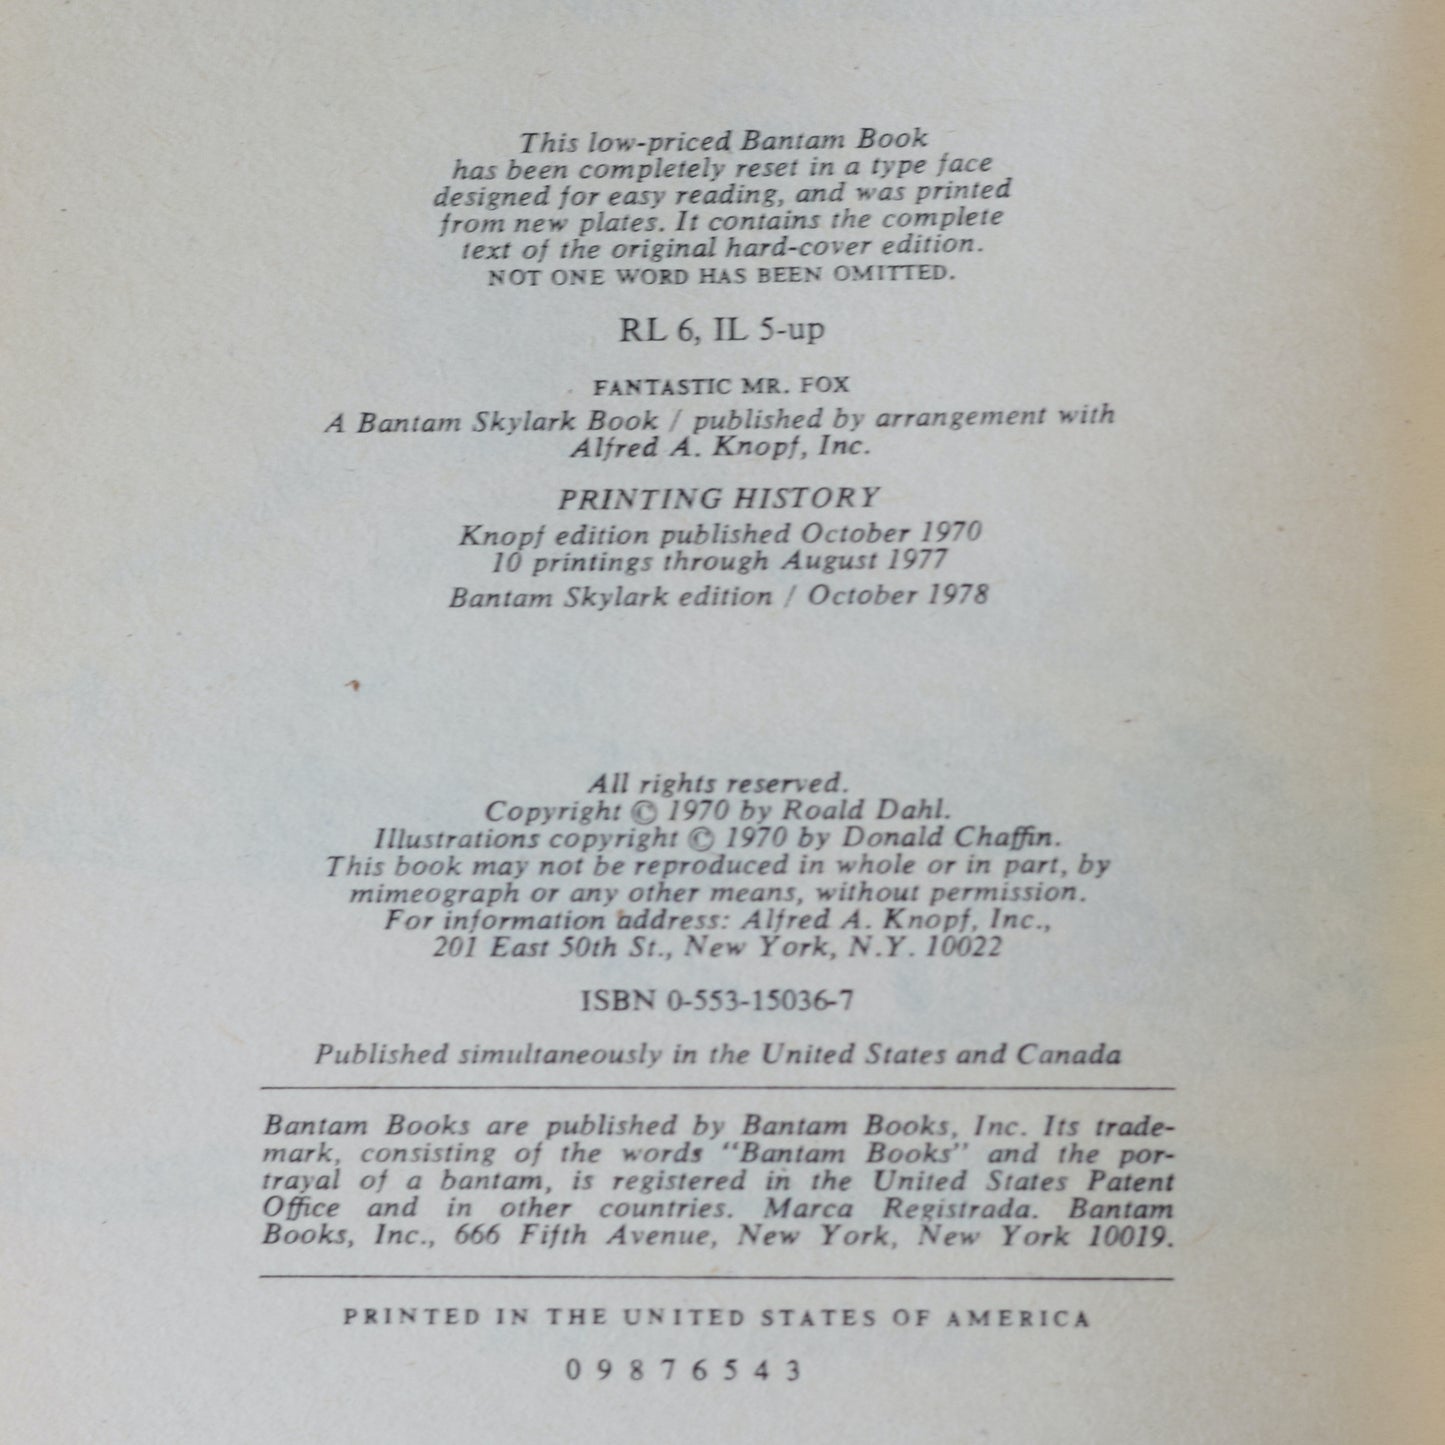 This low-priced Bantam Book
has been completely reset in a type face
designed for easy reading, and was printed
from new plates. It contains the complete
text of the original hard-cover edition.
NOT ONE WORD HAS BEEN OMITTED.
RL 6, IL 5-up
FANTASTIC MR. FOX
A Bantam Skylark Book / published by arrangement with
Alfred A. Knopf, Inc.
PRINTING HISTORY
Knopf edition published October 1970
10 printings through August 1977
Bantam Skylark edition / October 1978
All rights reserved.
Copyright © 1970 by Roald Dahl.
Illustrations copyright © 1970 by Donald Chaffin.
This book may not be reproduced in whole or in part, by
mimeograph or any other means, without permission.
For information address: Alfred A. Knopf, Inc.,
201 East 50th St., New York, N.Y. 10022
ISBN 0-553-15036-7
Published simultaneously in the United States and Canada
Bantam Books are published by Bantam Books, Inc. Its trade-
mark, consisting of the words "Bantam Books" and the por-
trayal of a bantam, is registered in the United States Patent
Office and in other countries. Marca Registrada. Bantam
Books, Inc., 666 Fifth Avenue, New York, New York 10019.
PRINTED IN THE UNITED STATES OF AMERICA
0 9 8 7 6 5 4 3